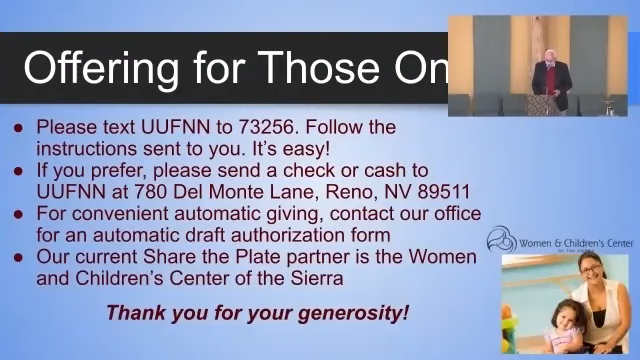 Offering for Those On
● Please text UUFNN to 73256. Follow the
instructions sent to you. It's easy!
● If you prefer, please send a check or cash to
UUFNN at 780 Del Monte Lane, Reno, NV 89511
● For convenient automatic giving, contact our office
for an automatic draft authorization form
● Our current Share the Plate partner is the Women
and Children's Center of the Sierra
Thank you for your generosity!
Women & Children's Center
OF THE SIERRA